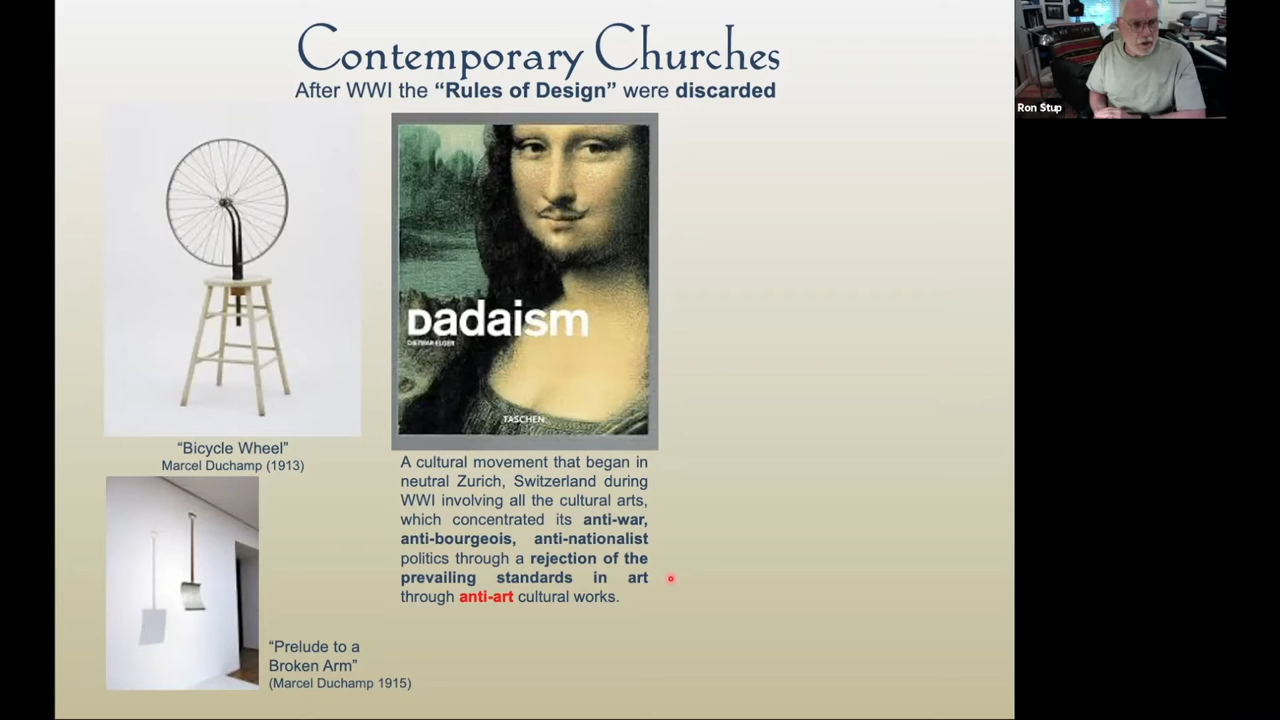 Contemporary Churches
After WWI the “Rules of Design” were discarded
Ron Stup
Dadaism
DIETMAR ELGER
TASCHEN
“Bicycle Wheel”
Marcel Duchamp (1913)
A cultural movement that began in
neutral Zurich, Switzerland during
WWI involving all the cultural arts,
which concentrated its anti-war,
anti-bourgeois, anti-nationalist
politics through a rejection of the
prevailing standards in art
through anti-art cultural works.
“Prelude to a
Broken Arm”
(Marcel Duchamp 1915)